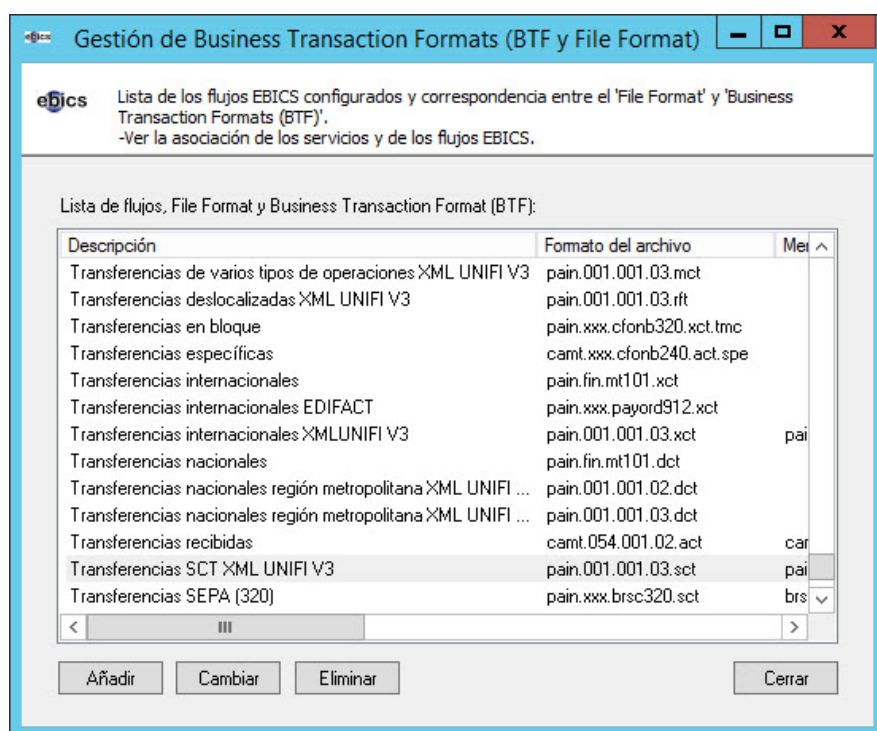 ebics Gestión de Business Transaction Formats (BTF y File Format)
ebics
Lista de los flujos EBICS configurados y correspondencia entre el 'File Format' y 'Business
Transaction Formats (BTF)'.
-Ver la asociación de los servicios y de los flujos EBICS.
Lista de flujos, File Format y Business Transaction Format (BTF):
Descripción Formato del archivo Me
Transferencias de varios tipos de operaciones XML UNIFI V3 pain.001.001.03.mct
Transferencias deslocalizadas XML UNIFI V3 pain.001.001.03.rft
Transferencias en bloque pain.xxx.cfonb320.xct.tmc
Transferencias específicas camt.xxx.cfonb240.act.spe
Transferencias internacionales pain.fin.mt101.xct
Transferencias internacionales EDIFACT pain.xxx.payord912.xct
Transferencias internacionales XMLUNIFI V3 pain.001.001.03.xct pai
Transferencias nacionales pain.fin.mt101.dct
Transferencias nacionales región metropolitana XML UNIFI ... pain.001.001.02.dct
Transferencias nacionales región metropolitana XML UNIFI ... pain.001.001.03.dct
Transferencias recibidas camt.054.001.02.act car
Transferencias SCT XML UNIFI V3 pain.001.001.03.sct pai
Transferencias SEPA (320) pain.xxx.brsc320.sct brs
Añadir Cambiar Eliminar Cerrar